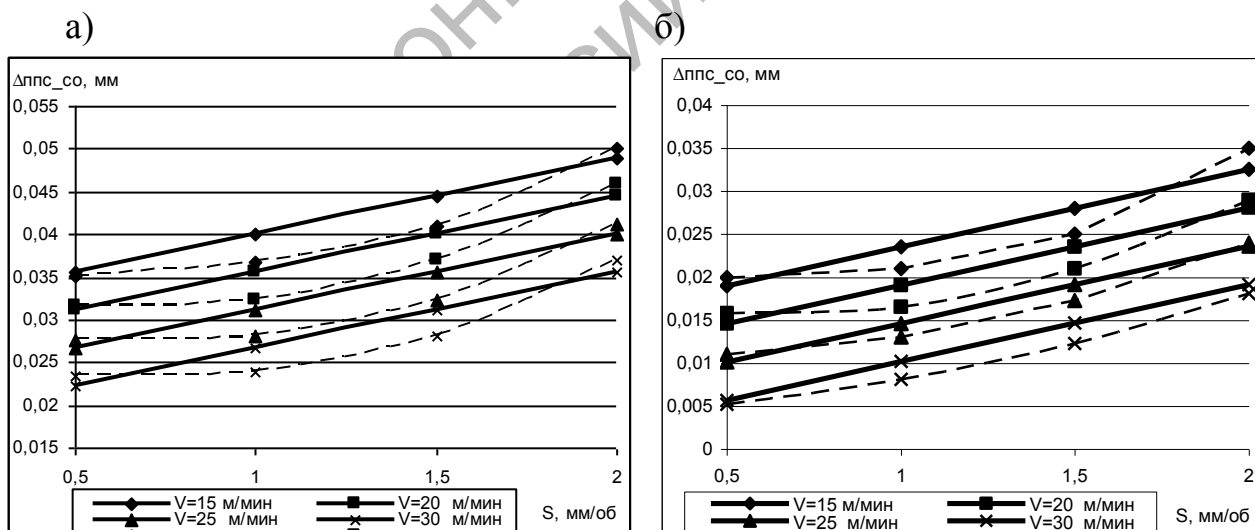 а)
Δппс_со, мм
0,055
0,05
0,045
0,04
0,035
0,03
0,025
0,02
0,015
0,5 1 1,5 2
S, мм/об
V=15 м/мин V=20 м/мин
V=25 м/мин V=30 м/мин
б)
Δппс_со, мм
0,04
0,035
0,03
0,025
0,02
0,015
0,01
0,005
0
0,5 1 1,5 2
S, мм/об
V=15 м/мин V=20 м/мин
V=25 м/мин V=30 м/мин